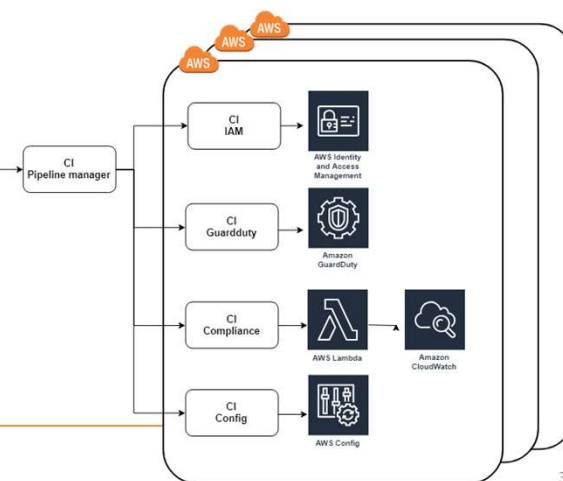 AWS
AWS
AWS
CI
IAM
AWS Identity
and Access
Management
CI
Pipeline manager
CI
Guardduty
Amazon
GuardDuty
CI
Compliance
AWS Lambda
Amazon
CloudWatch
CI
Config
AWS Config